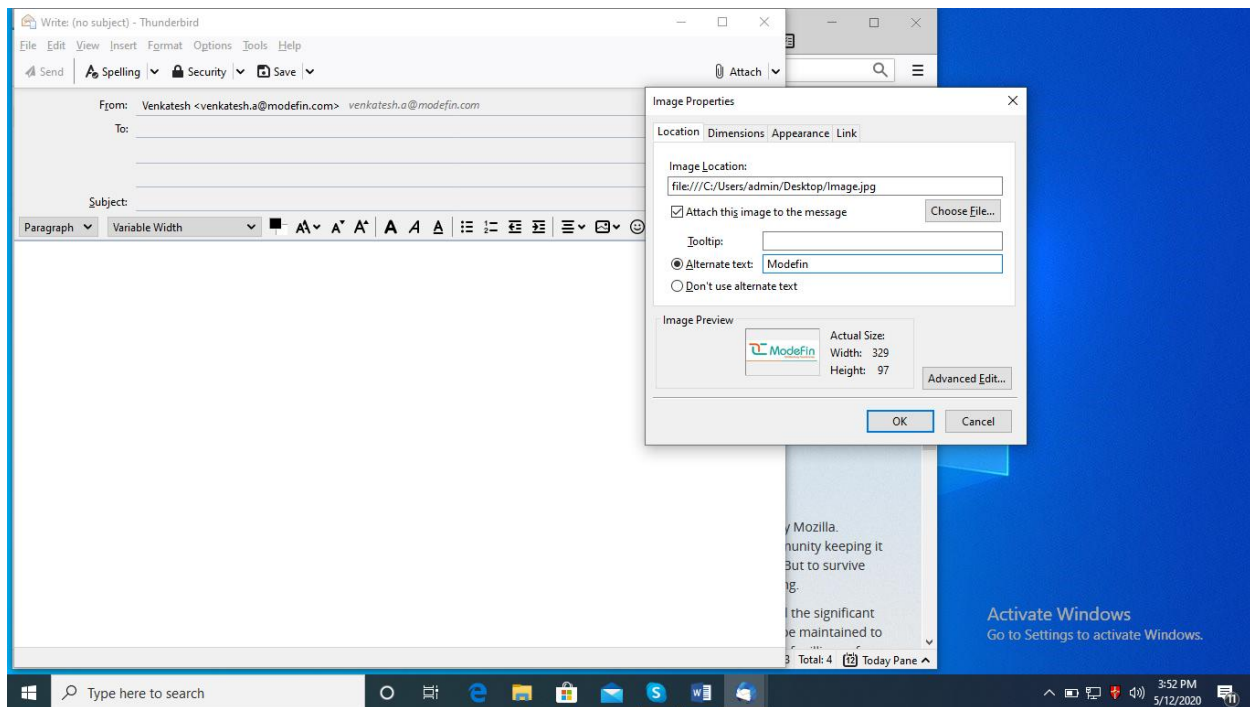 Write: (no subject) - Thunderbird
File Edit View Insert Format Options Tools Help
Send Spelling Security Save Attach
From: Venkatesh <venkatesh.a@modefin.com> venkatesh.a@modefin.com
To:
Subject:
Paragraph Variable Width
Image Properties
Location Dimensions Appearance Link
Image Location:
file:///C:/Users/admin/Desktop/Image.jpg
Attach this image to the message Choose File...
Tooltip:
Alternate text: Modefin
Don't use alternate text
Image Preview
ModeFin
Actual Size:
Width: 329
Height: 97
Advanced Edit...
OK Cancel
y Mozilla.
nunity keeping it
But to survive
ng.
the significant
be maintained to
3 Total: 4 12 Today Pane
Activate Windows
Go to Settings to activate Windows.
Type here to search
3:52 PM
5/12/2020
11